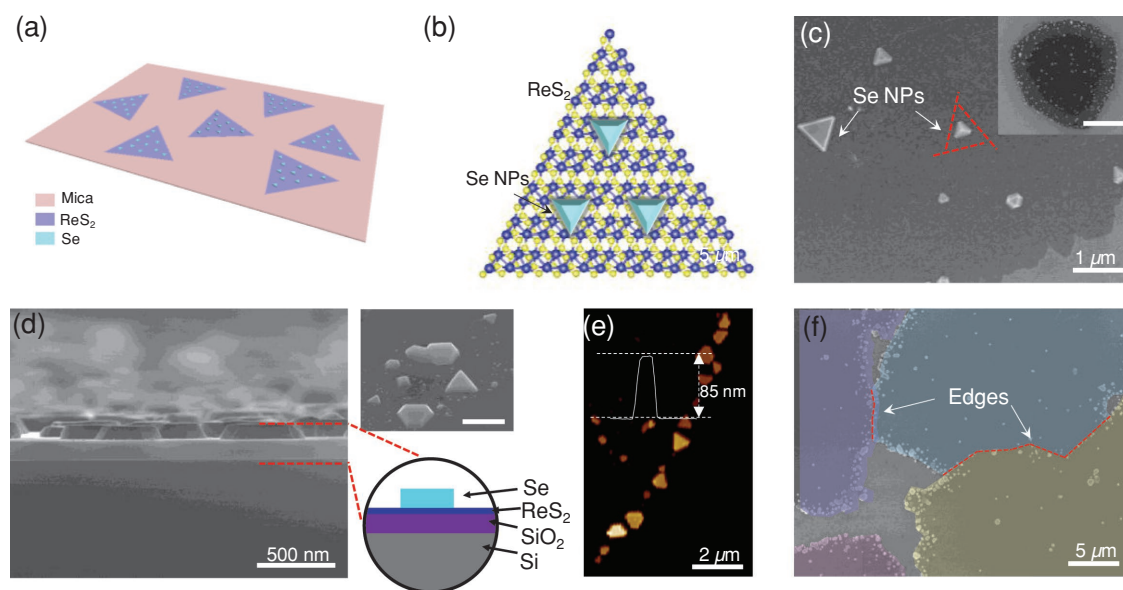 (a)
Mica
ReS₂
Se
(b)
ReS₂
Se NPs
5 µm
(c)
Se NPs
1 µm
(d)
500 nm
Se
ReS₂
SiO₂
Si
(e)
85 nm
2 µm
(f)
Edges
5 µm